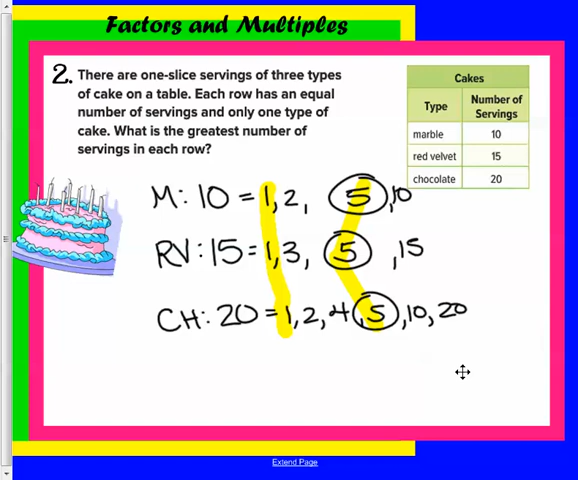 Factors and Multiples
2. There are one-slice servings of three types
of cake on a table. Each row has an equal
number of servings and only one type of
cake. What is the greatest number of
servings in each row?
Cakes
Type Number of
Servings
marble 10
red velvet 15
chocolate 20
M: 10 = 1, 2, 5, 10
RV: 15 = 1, 3, 5, 15
CH: 20 = 1, 2, 4, 5, 10, 20
Extend Page